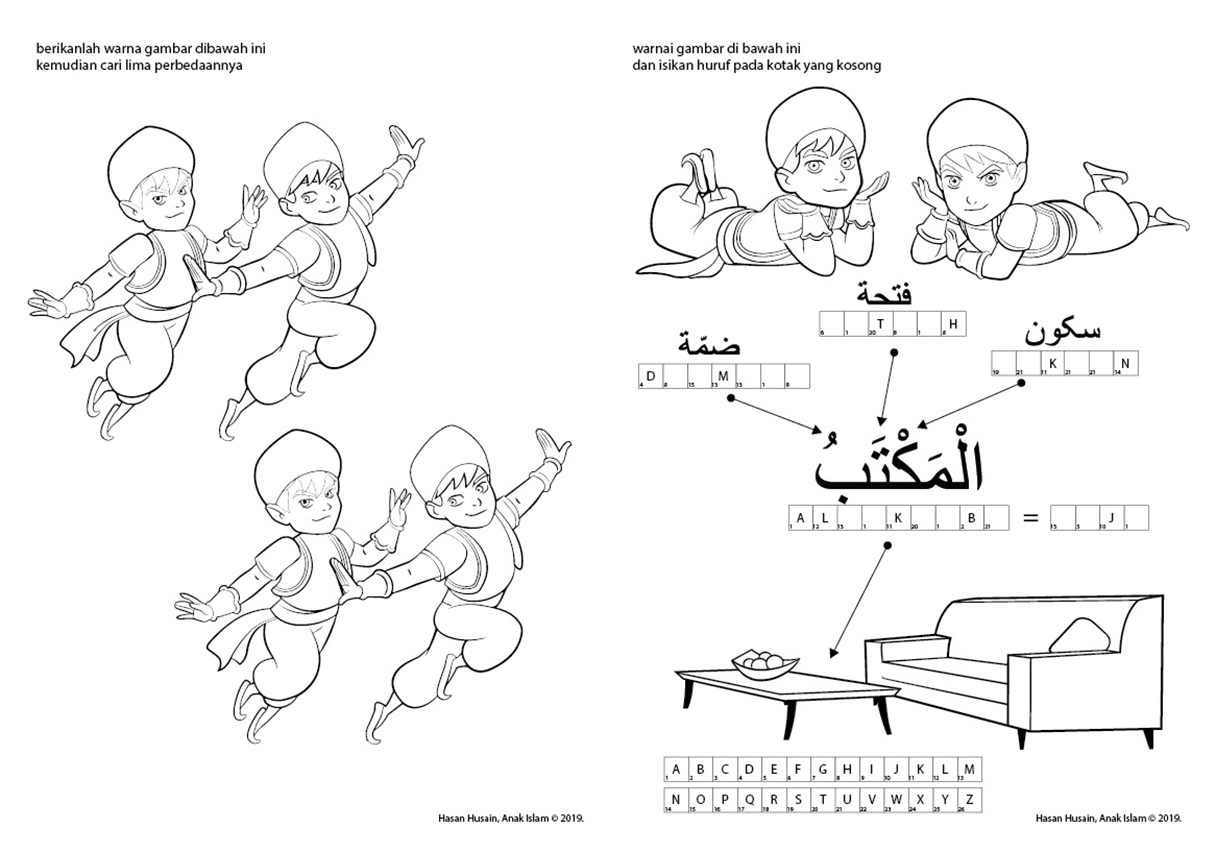 berikanlah warna gambar dibawah ini
kemudian cari lima perbedaannya
Hasan Husain, Anak Islam © 2019.
warnai gambar di bawah ini
dan isikan huruf pada kotak yang kosong
فتحة
T H
6 1 20 8 1 8
سكون
K N
19 21 11 21 21 14
ضمّة
D M
4 8 15 13 13 1 8
الْمَكْتَبُ
A L K B = J
1 12 13 1 11 20 1 2 21 13 5 10 1
A B C D E F G H I J K L M
1 2 3 4 5 6 7 8 9 10 11 12 13
N O P Q R S T U V W X Y Z
14 15 16 17 18 19 20 21 22 23 24 25 26
Hasan Husain, Anak Islam © 2019.